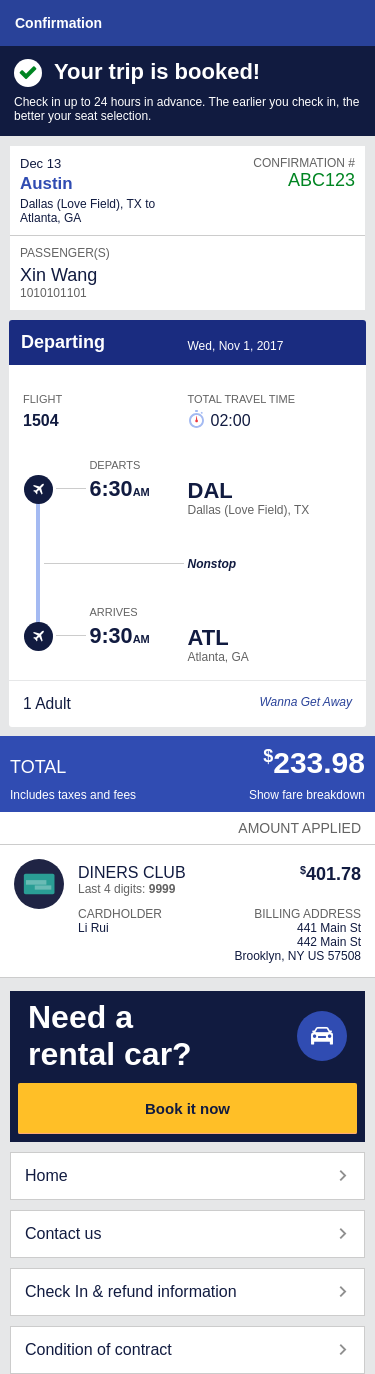 Confirmation
Your trip is booked!
Check in up to 24 hours in advance. The earlier you check in, the
better your seat selection.
Dec 13
CONFIRMATION #
Austin
ABC123
Dallas (Love Field), TX to
Atlanta, GA
PASSENGER(S)
Xin Wang
1010101101
Departing
Wed, Nov 1, 2017
FLIGHT
TOTAL TRAVEL TIME
1504
02:00
DEPARTS
6:30AM
DAL
Dallas (Love Field), TX
Nonstop
ARRIVES
9:30AM
ATL
Atlanta, GA
1 Adult
Wanna Get Away
TOTAL
$233.98
Includes taxes and fees
Show fare breakdown
AMOUNT APPLIED
DINERS CLUB
$401.78
Last 4 digits: 9999
CARDHOLDER
BILLING ADDRESS
Li Rui
441 Main St
442 Main St
Brooklyn, NY US 57508
Need a
rental car?
Book it now
Home
Contact us
Check In & refund information
Condition of contract